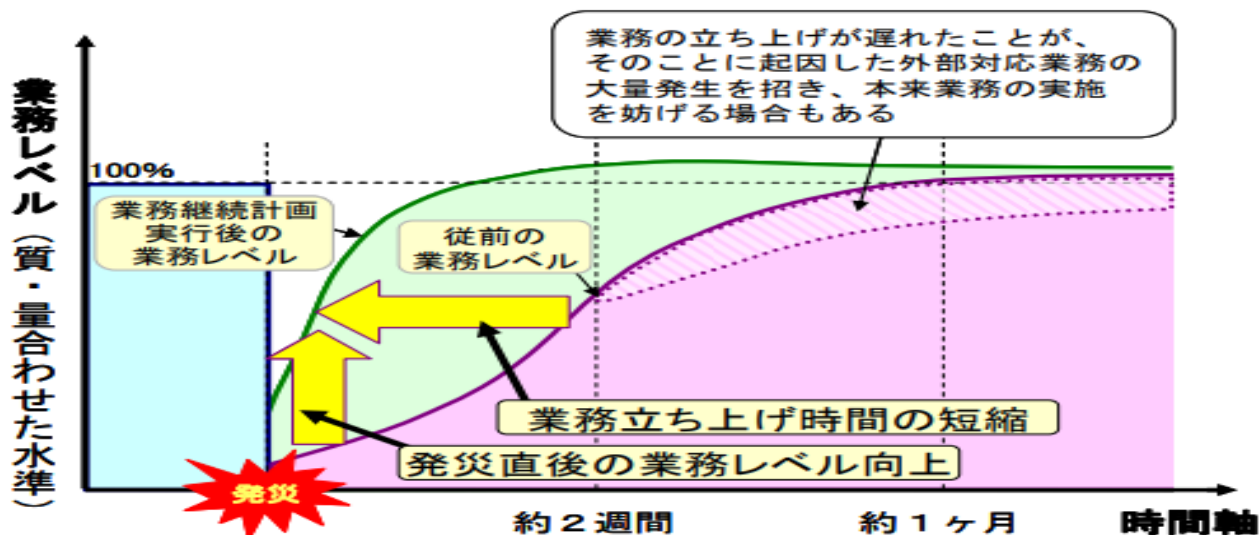 業務の立ち上げが遅れたことが、
そのことに起因した外部対応業務の
大量発生を招き、本来業務の実施
を妨げる場合もある
業務レベル（質・量合わせた水準）
100%
業務継続計画
実行後の
業務レベル
従前の
業務レベル
業務立ち上げ時間の短縮
発災直後の業務レベル向上
発災
約２週間
約１ヶ月
時間軸